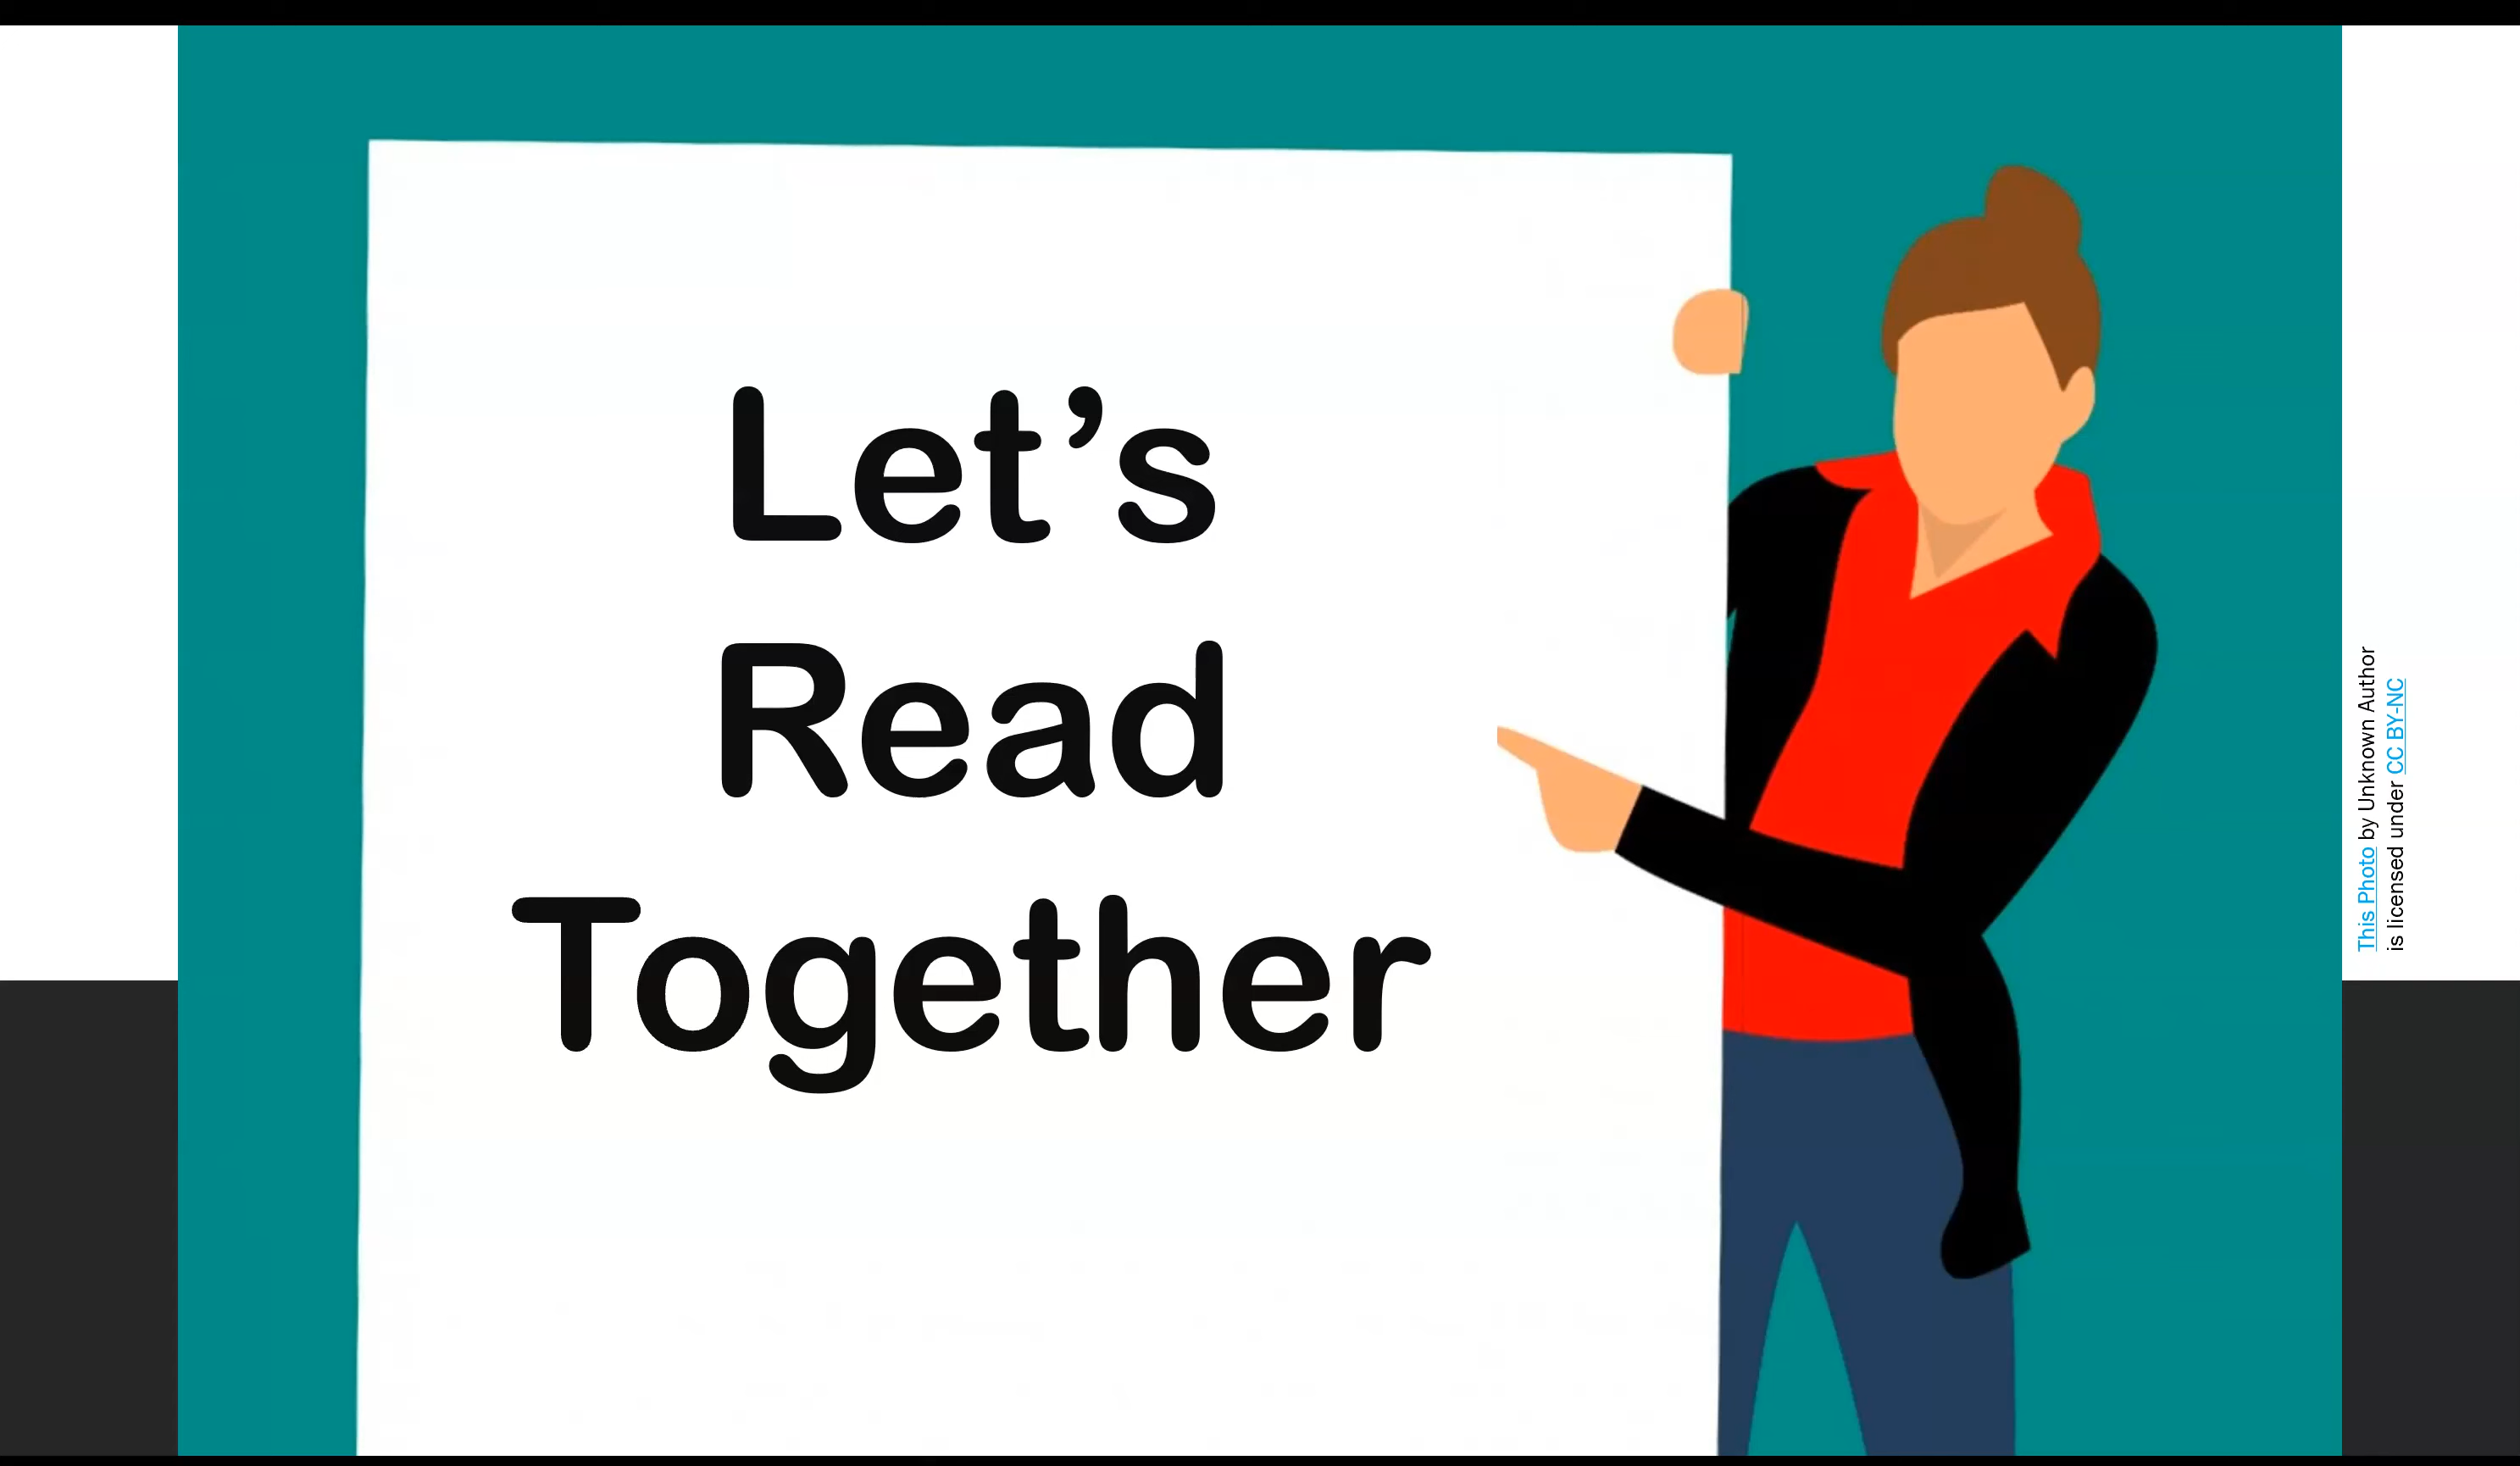 Let’s
Read
Together
This Photo by Unknown Author
is licensed under CC BY-NC